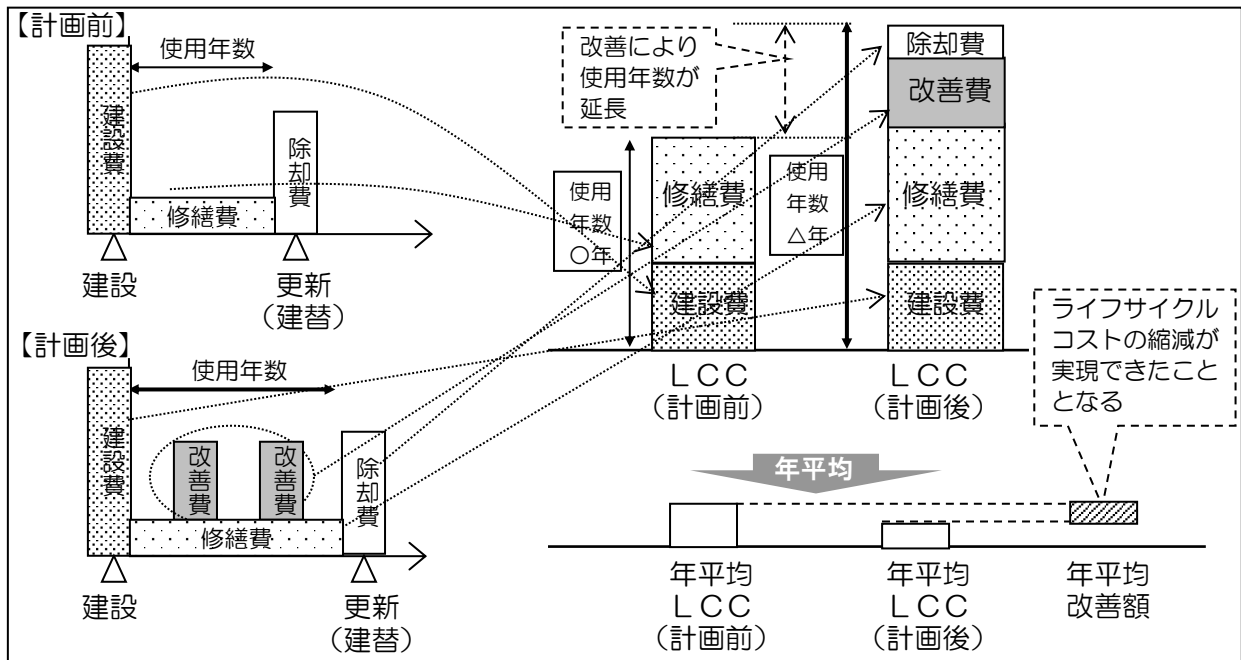 【計画前】
使用年数
建設費
修繕費
除却費
建設
更新
(建替)
【計画後】
使用年数
建設費
改善費
改善費
修繕費
除却費
建設
更新
(建替)
改善により
使用年数が
延長
使用
年数
○年
修繕費
建設費
使用
年数
△年
除却費
改善費
修繕費
建設費
ＬＣＣ
(計画前)
ＬＣＣ
(計画後)
ライフサイクル
コストの縮減が
実現できたこと
となる
年平均
年平均
ＬＣＣ
(計画前)
年平均
ＬＣＣ
(計画後)
年平均
改善額